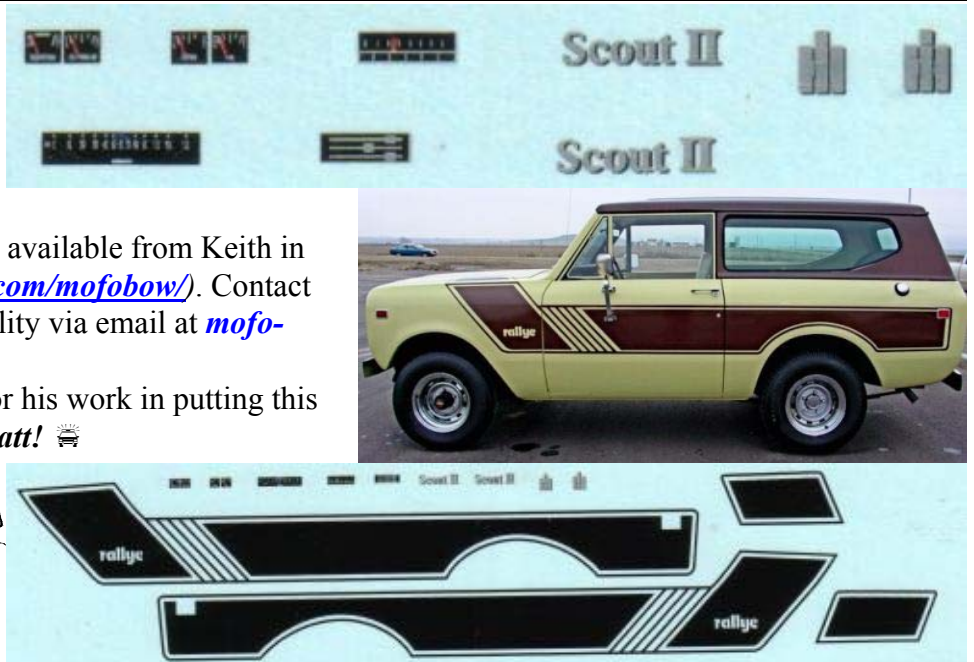 Scout II
Scout II
available from Keith in
com/mofobow/). Contact
lity via email at mofo-
or his work in putting this
att!
rallye
Scout II Scout II
rallye
rallye